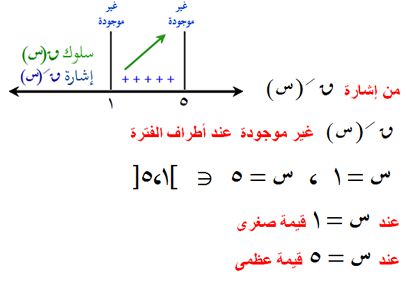 غير موجودة غير موجودة
سلوك ق(س)
إشارة قَ(س)
+ + + + +
١ ٥
من إشارة قَ(س)
قَ(س) غير موجودة عند أطراف الفترة
س = ١ ، س = ٥ ∌ ]٥،١[
عند س = ١ قيمة صغرى
عند س = ٥ قيمة عظمى